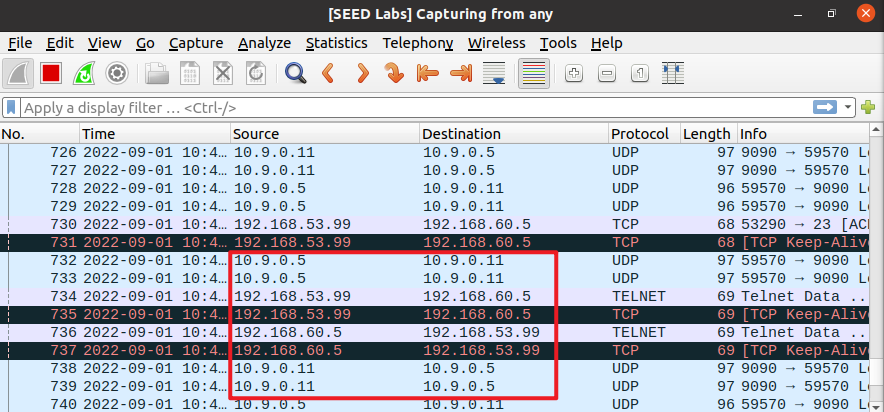 [SEED Labs] Capturing from any
File Edit View Go Capture Analyze Statistics Telephony Wireless Tools Help
Apply a display filter … <Ctrl-/>
No. Time Source Destination Protocol Length Info
726 2022-09-01 10:4… 10.9.0.11 10.9.0.5 UDP 97 9090 → 59570 Le
727 2022-09-01 10:4… 10.9.0.11 10.9.0.5 UDP 97 9090 → 59570 Le
728 2022-09-01 10:4… 10.9.0.5 10.9.0.11 UDP 96 59570 → 9090 Le
729 2022-09-01 10:4… 10.9.0.5 10.9.0.11 UDP 96 59570 → 9090 Le
730 2022-09-01 10:4… 192.168.53.99 192.168.60.5 TCP 68 53290 → 23 [ACK
731 2022-09-01 10:4… 192.168.53.99 192.168.60.5 TCP 68 [TCP Keep-Alive
732 2022-09-01 10:4… 10.9.0.5 10.9.0.11 UDP 97 59570 → 9090 Le
733 2022-09-01 10:4… 10.9.0.5 10.9.0.11 UDP 97 59570 → 9090 Le
734 2022-09-01 10:4… 192.168.53.99 192.168.60.5 TELNET 69 Telnet Data ...
735 2022-09-01 10:4… 192.168.53.99 192.168.60.5 TCP 69 [TCP Keep-Alive
736 2022-09-01 10:4… 192.168.60.5 192.168.53.99 TELNET 69 Telnet Data ...
737 2022-09-01 10:4… 192.168.60.5 192.168.53.99 TCP 69 [TCP Keep-Alive
738 2022-09-01 10:4… 10.9.0.11 10.9.0.5 UDP 97 9090 → 59570 Le
739 2022-09-01 10:4… 10.9.0.11 10.9.0.5 UDP 97 9090 → 59570 Le
740 2022-09-01 10:4… 10.9.0.5 10.9.0.11 UDP 96 59570 → 9090 Le